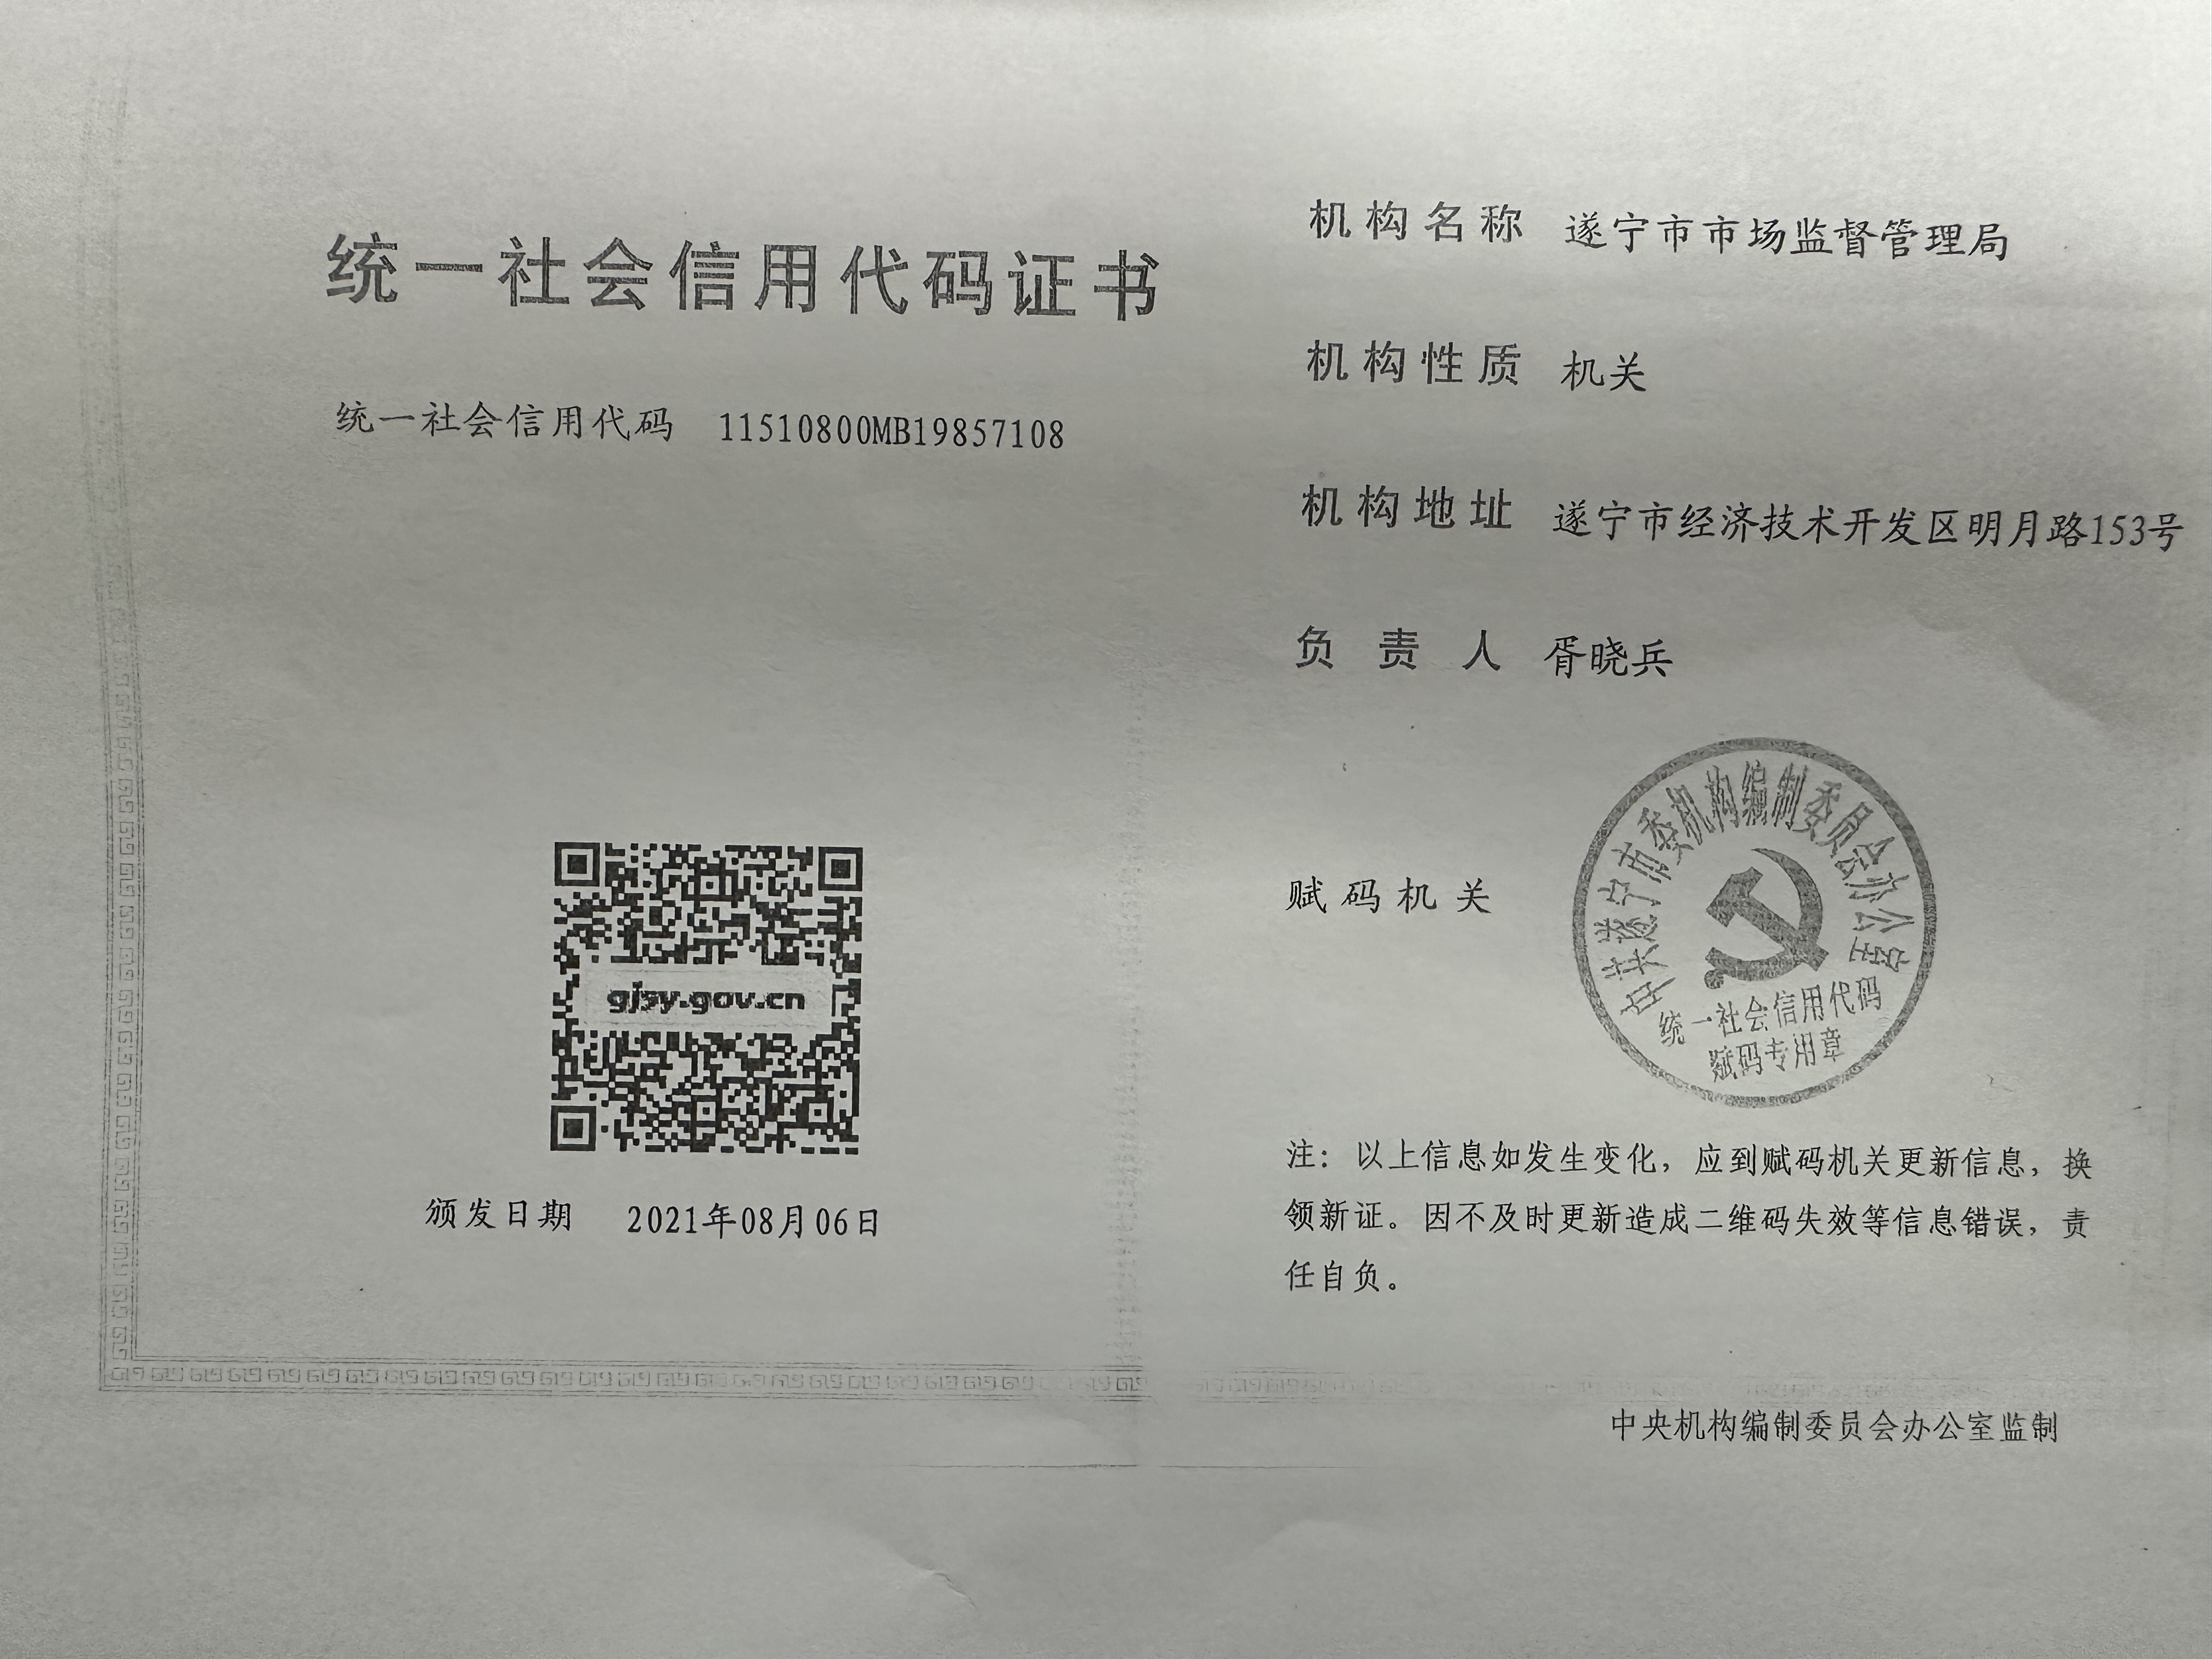 统一社会信用代码证书
统一社会信用代码 11510800MB19857108
gjsy.gov.cn
颁发日期 2021年08月06日
机构名称 遂宁市市场监督管理局
机构性质 机关
机构地址 遂宁市经济技术开发区明月路153号
负责人 胥晓兵
赋码机关
中共遂宁市委机构编制委员会办公室
统一社会信用代码
赋码专用章
注：以上信息如发生变化，应到赋码机关更新信息，换
领新证。因不及时更新造成二维码失效等信息错误，责
任自负。
中央机构编制委员会办公室监制